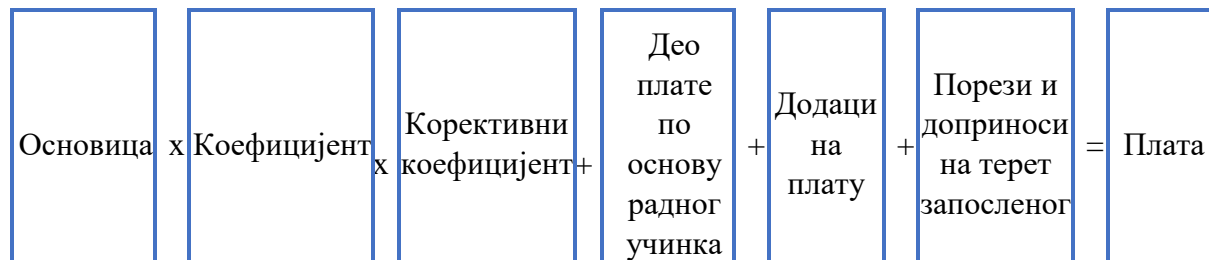 Основица
x
Коефицијент
x
Корективни
коефицијент
+
Део
плате
по
основу
радног
учинка
+
Додаци
на
плату
+
Порези и
доприноси
на терет
запосленог
=
Плата